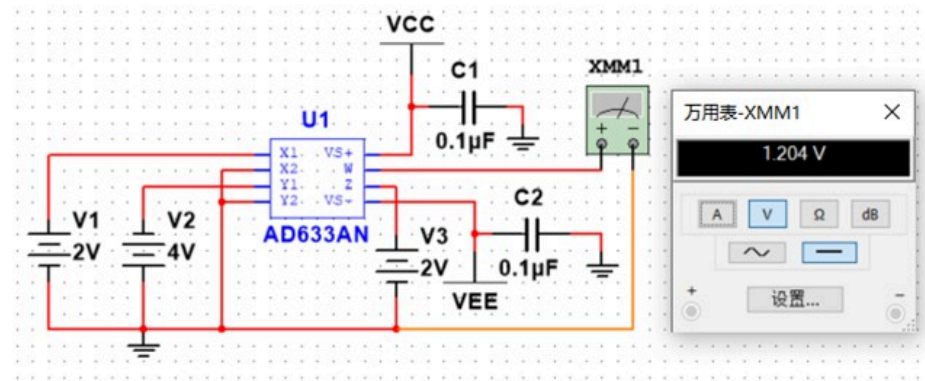 VCC
C1
XMM1
万用表-XMM1
×
U1
0.1μF
+ −
1.204 V
X1 VS+
X2 W
Y1 Z
Y2 VS-
C2
A V Ω dB
V1
V2
AD633AN
V3
2V
4V
2V
0.1μF
VEE
设置...
+ −